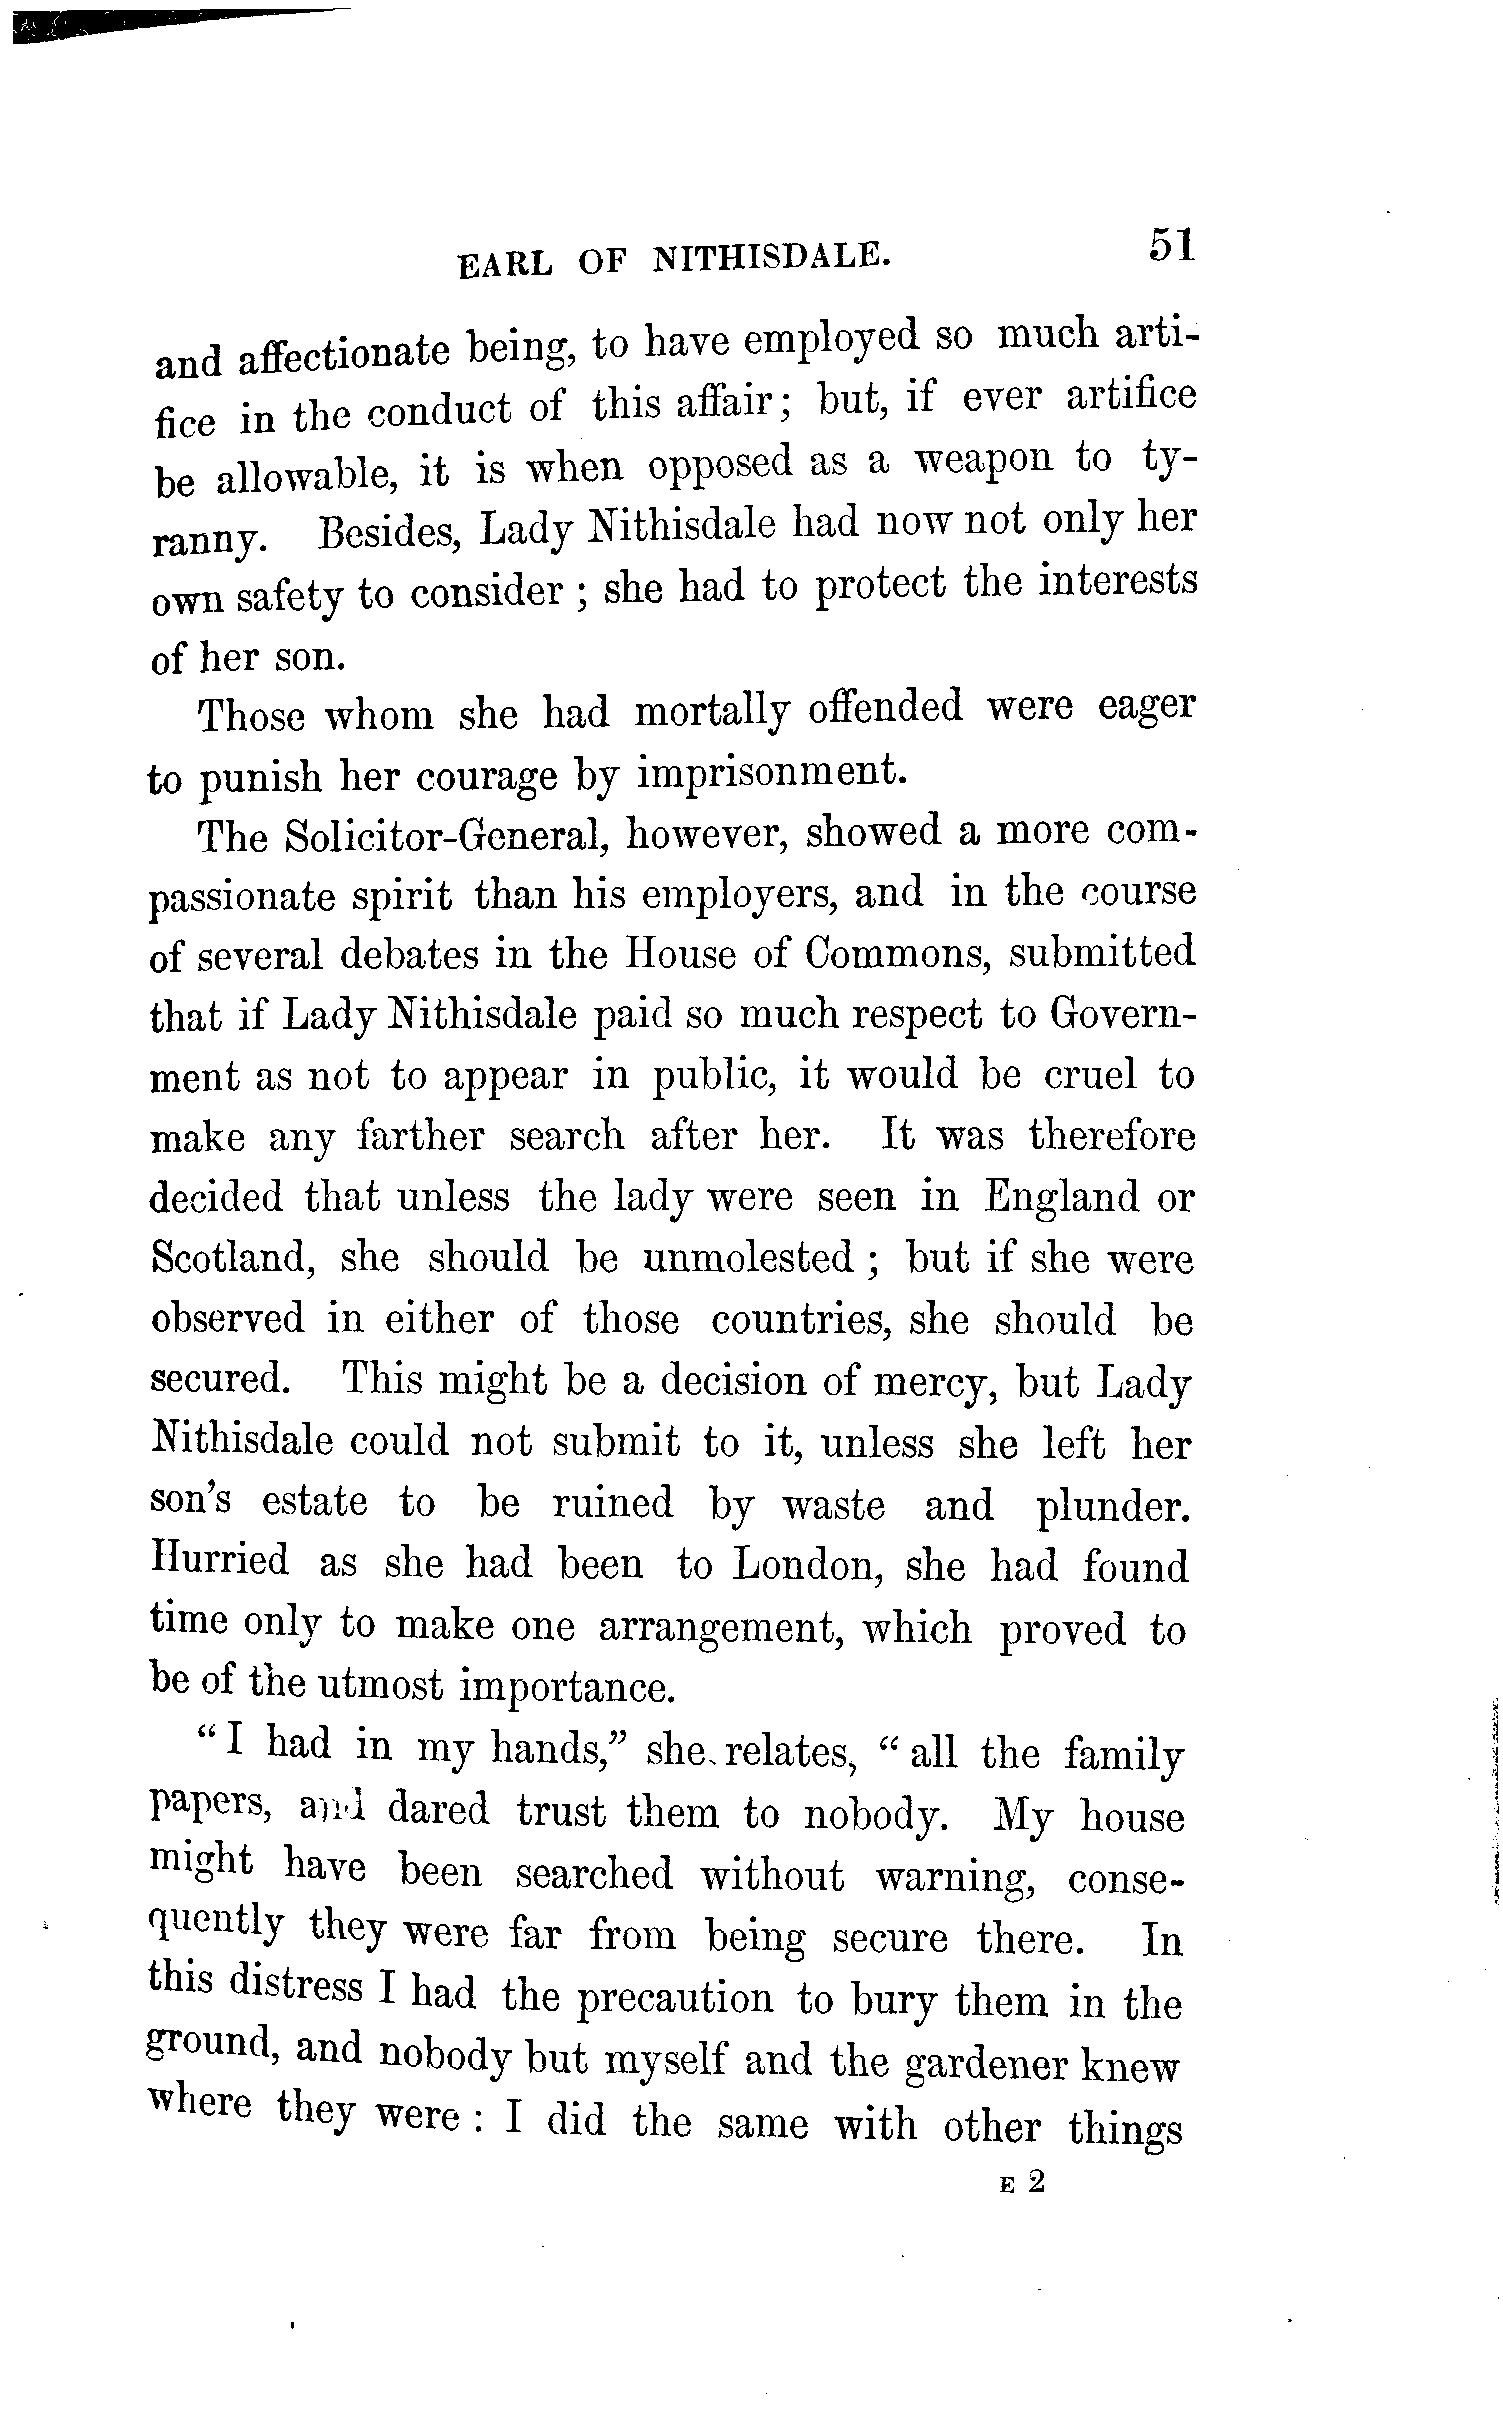 EARL OF NITHISDALE. 51
and affectionate being, to have employed so much arti-
fice in the conduct of this affair; but, if ever artifice
be allowable, it is when opposed as a weapon to ty-
ranny. Besides, Lady Nithisdale had now not only her
own safety to consider ; she had to protect the interests
of her son.
Those whom she had mortally offended were eager
to punish her courage by imprisonment.
The Solicitor-General, however, showed a more com-
passionate spirit than his employers, and in the course
of several debates in the House of Commons, submitted
that if Lady Nithisdale paid so much respect to Govern-
ment as not to appear in public, it would be cruel to
make any farther search after her. It was therefore
decided that unless the lady were seen in England or
Scotland, she should be unmolested ; but if she were
observed in either of those countries, she should be
secured. This might be a decision of mercy, but Lady
Nithisdale could not submit to it, unless she left her
son's estate to be ruined by waste and plunder.
Hurried as she had been to London, she had found
time only to make one arrangement, which proved to
be of the utmost importance.
“ I had in my hands,” she relates, “ all the family
papers, and dared trust them to nobody. My house
might have been searched without warning, conse-
quently they were far from being secure there. In
this distress I had the precaution to bury them in the
ground, and nobody but myself and the gardener knew
where they were : I did the same with other things
E 2